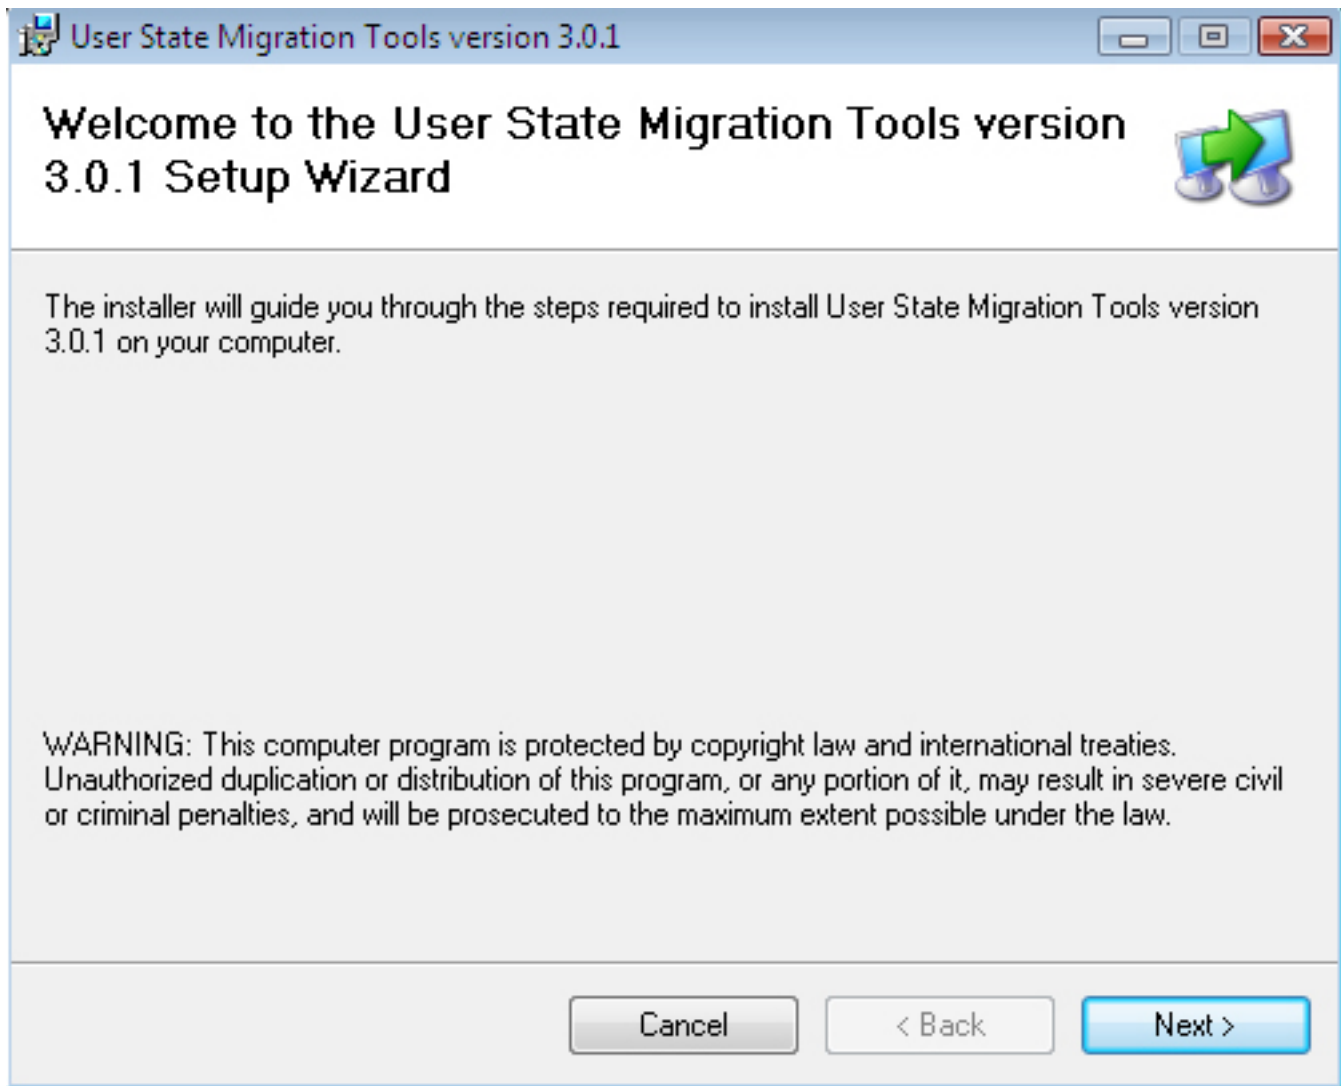 User State Migration Tools version 3.0.1
Welcome to the User State Migration Tools version
3.0.1 Setup Wizard
The installer will guide you through the steps required to install User State Migration Tools version
3.0.1 on your computer.
WARNING: This computer program is protected by copyright law and international treaties.
Unauthorized duplication or distribution of this program, or any portion of it, may result in severe civil
or criminal penalties, and will be prosecuted to the maximum extent possible under the law.
Cancel
< Back
Next >